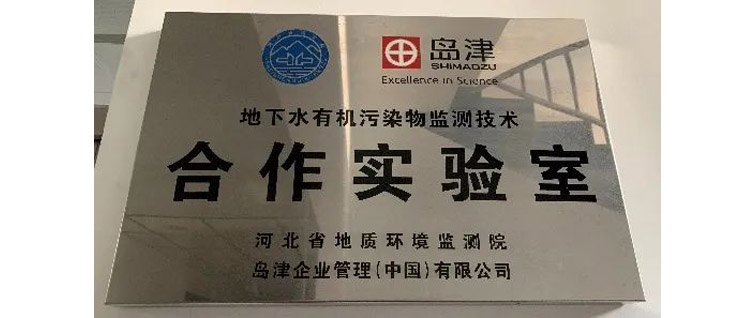 岛津
SHIMADZU
Excellence in Science
地下水有机污染物监测技术
合作实验室
河北省地质环境监测院
岛津企业管理(中国)有限公司